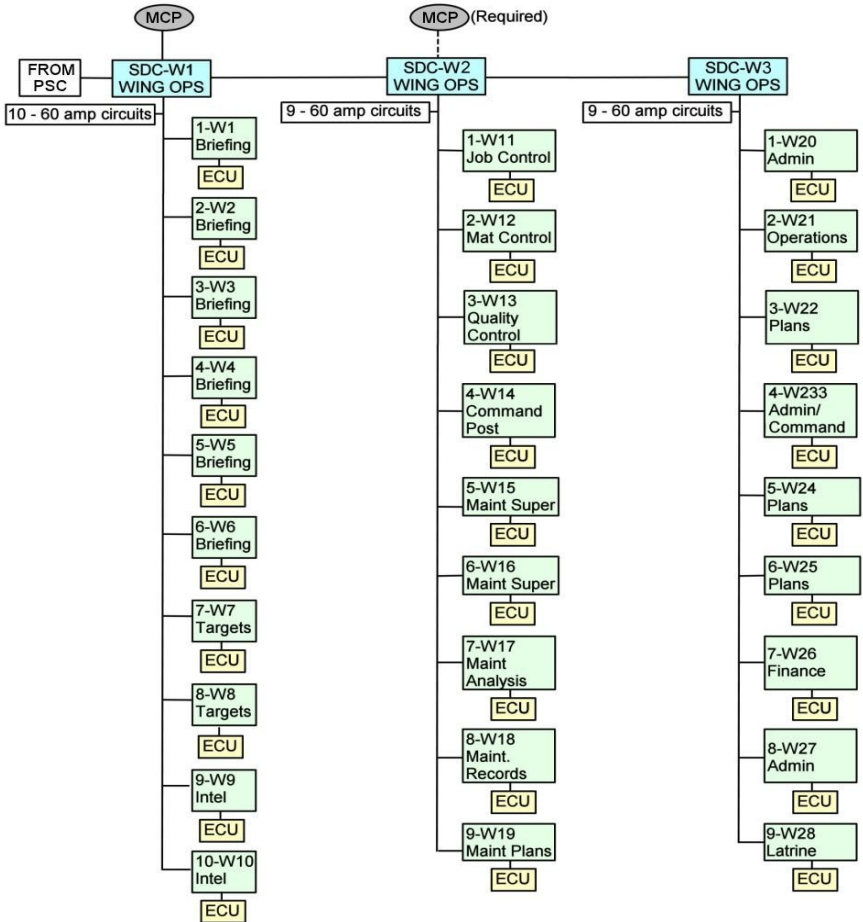 MCP
MCP (Required)
FROM
PSC
SDC-W1
WING OPS
SDC-W2
WING OPS
SDC-W3
WING OPS
10 - 60 amp circuits
9 - 60 amp circuits
9 - 60 amp circuits
1-W1
Briefing
ECU
2-W2
Briefing
ECU
3-W3
Briefing
ECU
4-W4
Briefing
ECU
5-W5
Briefing
ECU
6-W6
Briefing
ECU
7-W7
Targets
ECU
8-W8
Targets
ECU
9-W9
Intel
ECU
10-W10
Intel
ECU
1-W11
Job Control
ECU
2-W12
Mat Control
ECU
3-W13
Quality
Control
ECU
4-W14
Command
Post
ECU
5-W15
Maint Super
ECU
6-W16
Maint Super
ECU
7-W17
Maint
Analysis
ECU
8-W18
Maint.
Records
ECU
9-W19
Maint Plans
ECU
1-W20
Admin
ECU
2-W21
Operations
ECU
3-W22
Plans
ECU
4-W233
Admin/
Command
ECU
5-W24
Plans
ECU
6-W25
Plans
ECU
7-W26
Finance
ECU
8-W27
Admin
ECU
9-W28
Latrine
ECU